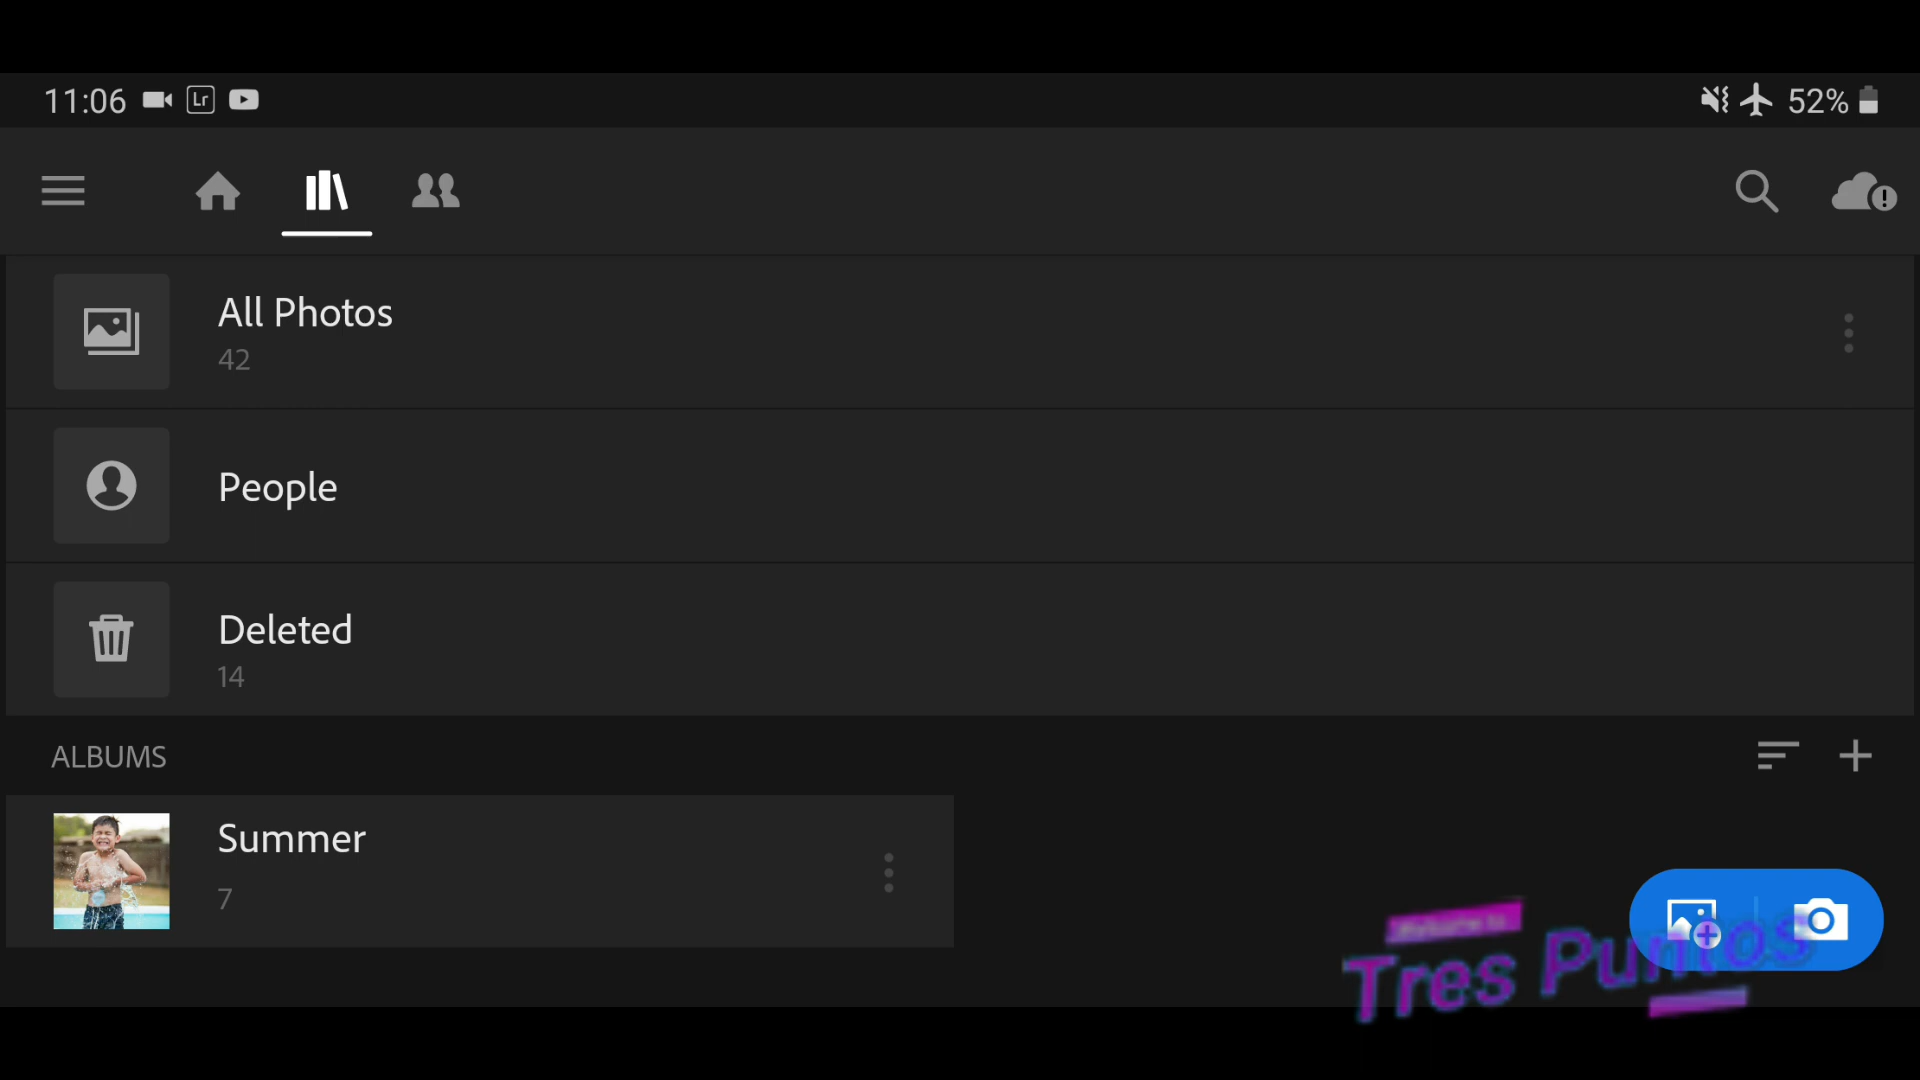 11:06 Lr 52%
All Photos
42
People
Deleted
14
ALBUMS
Summer
7
Tres Puntos